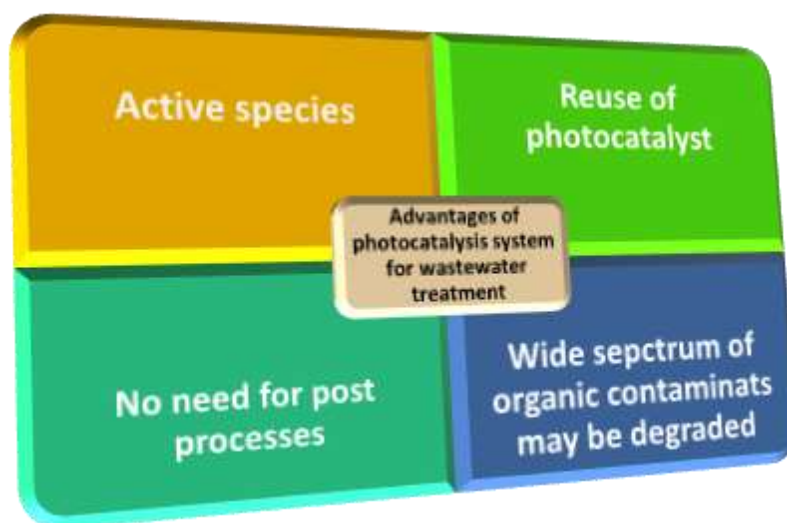 Active species
Reuse of
photocatalyst
Advantages of
photocatalysis system
for wastewater
treatment
No need for post
processes
Wide sepctrum of
organic contaminats
may be degraded